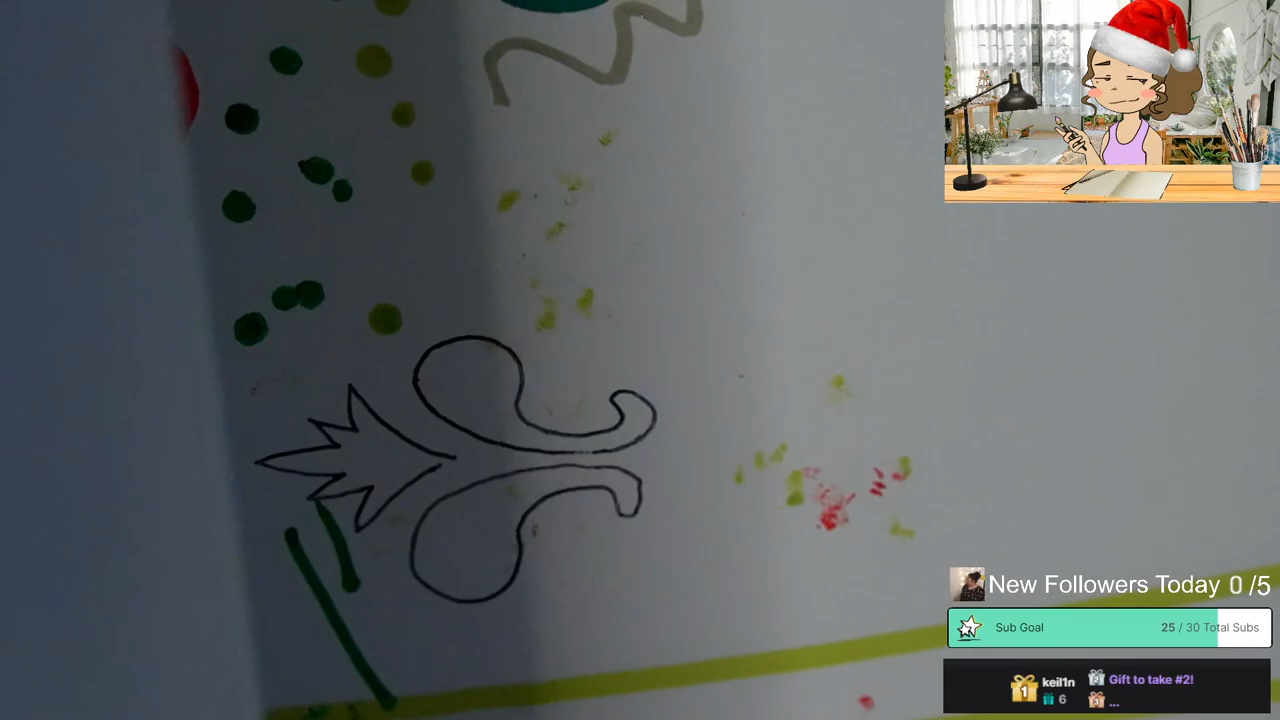 New Followers Today 0 /5
Sub Goal 25 / 30 Total Subs
keil1n Gift to take #2!
6 ...